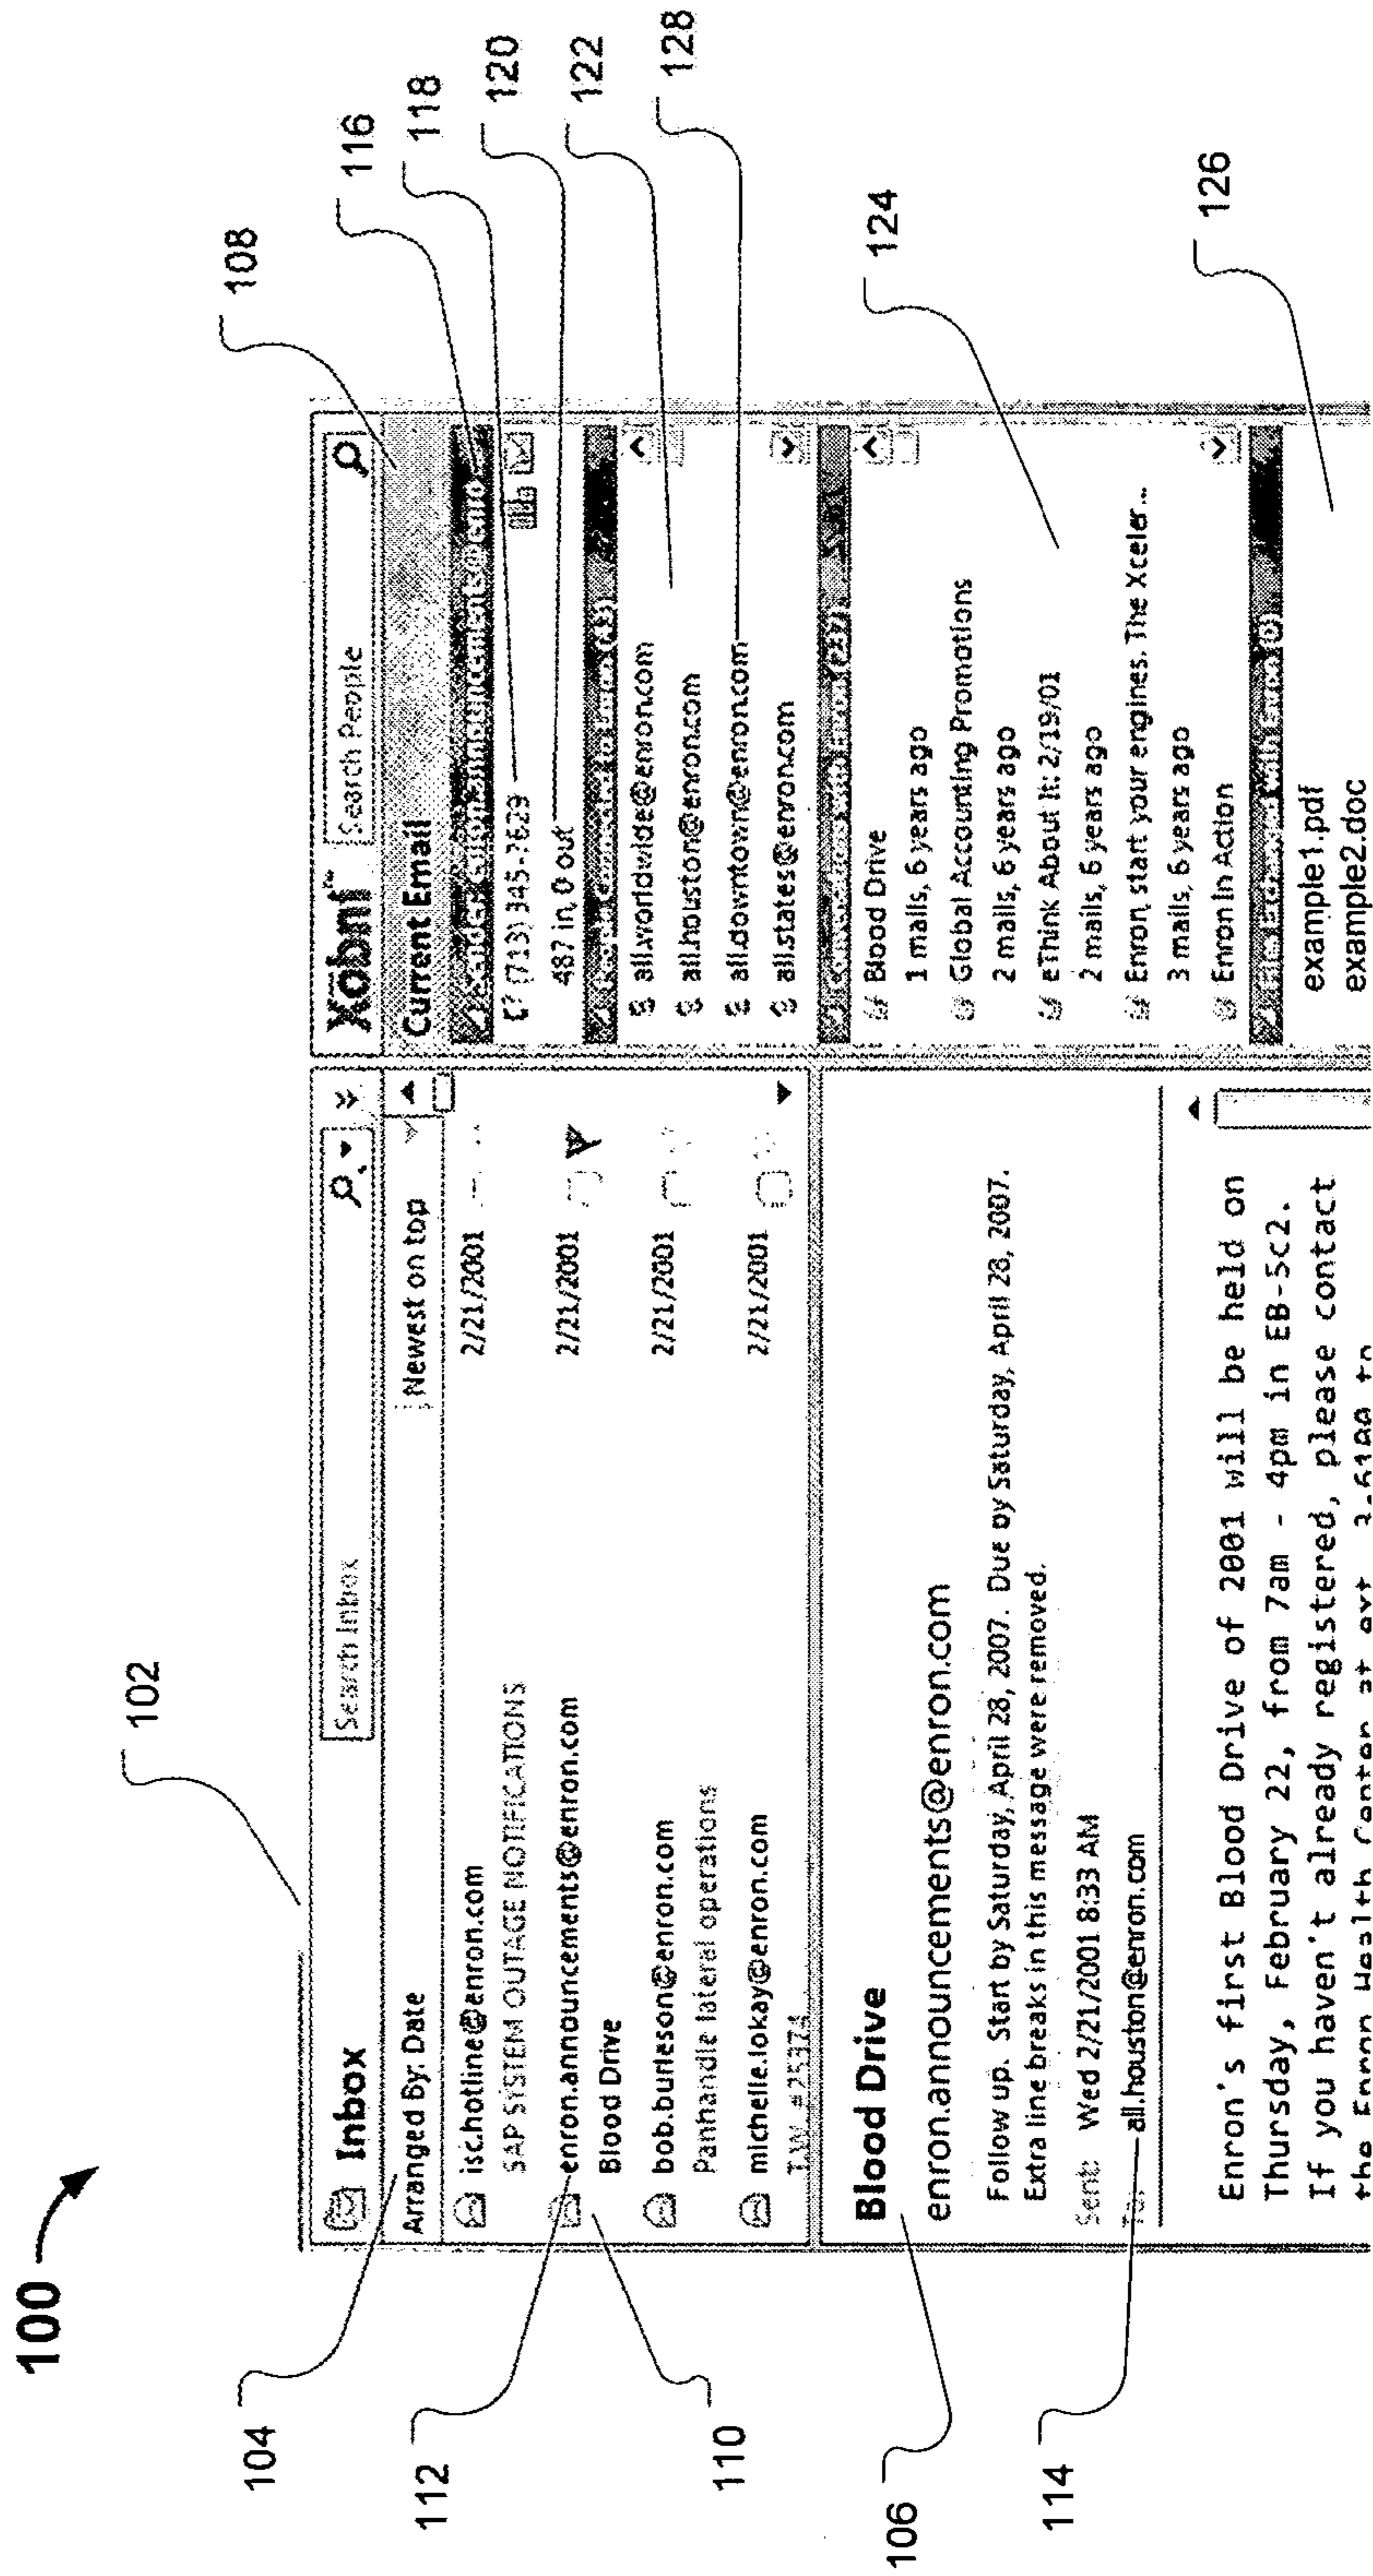 100
102
104
112
110
106
114
108
116
118
120
122
128
124
126
Inbox
Search Inbox
Arranged By: Date
Newest on top
isc.hotline@enron.com
2/21/2001
SAP SYSTEM OUTAGE NOTIFICATIONS
enron.announcements@enron.com
2/21/2001
Blood Drive
bob.burleson@enron.com
2/21/2001
Panhandle lateral operations
michelle.lokay@enron.com
2/21/2001
T.W. #25374
Blood Drive
enron.announcements@enron.com
Follow up. Start by Saturday, April 28, 2007. Due by Saturday, April 28, 2007.
Extra line breaks in this message were removed.
Sent: Wed 2/21/2001 8:33 AM
To: all.houston@enron.com
Enron's first Blood Drive of 2001 will be held on
Thursday, February 22, from 7am - 4pm in EB-5C2.
If you haven't already registered, please contact
the Enron Health Center at ext.
Xobni™
Search People
Current Email
(713) 345-7629
487 in, 0 out
all.worldwide@enron.com
all.houston@enron.com
all.downtown@enron.com
all.states@enron.com
Blood Drive
1 mails, 6 years ago
Global Accounting Promotions
2 mails, 6 years ago
eThink About It: 2/19/01
2 mails, 6 years ago
Enron, start your engines. The Xceler...
3 mails, 6 years ago
Enron In Action
example1.pdf
example2.doc